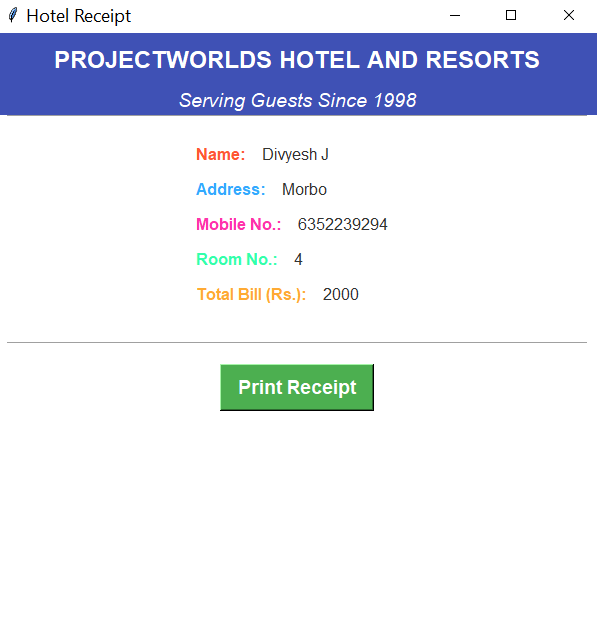 Hotel Receipt
PROJECTWORLDS HOTEL AND RESORTS
Serving Guests Since 1998
Name: Divyesh J
Address: Morbo
Mobile No.: 6352239294
Room No.: 4
Total Bill (Rs.): 2000
Print Receipt